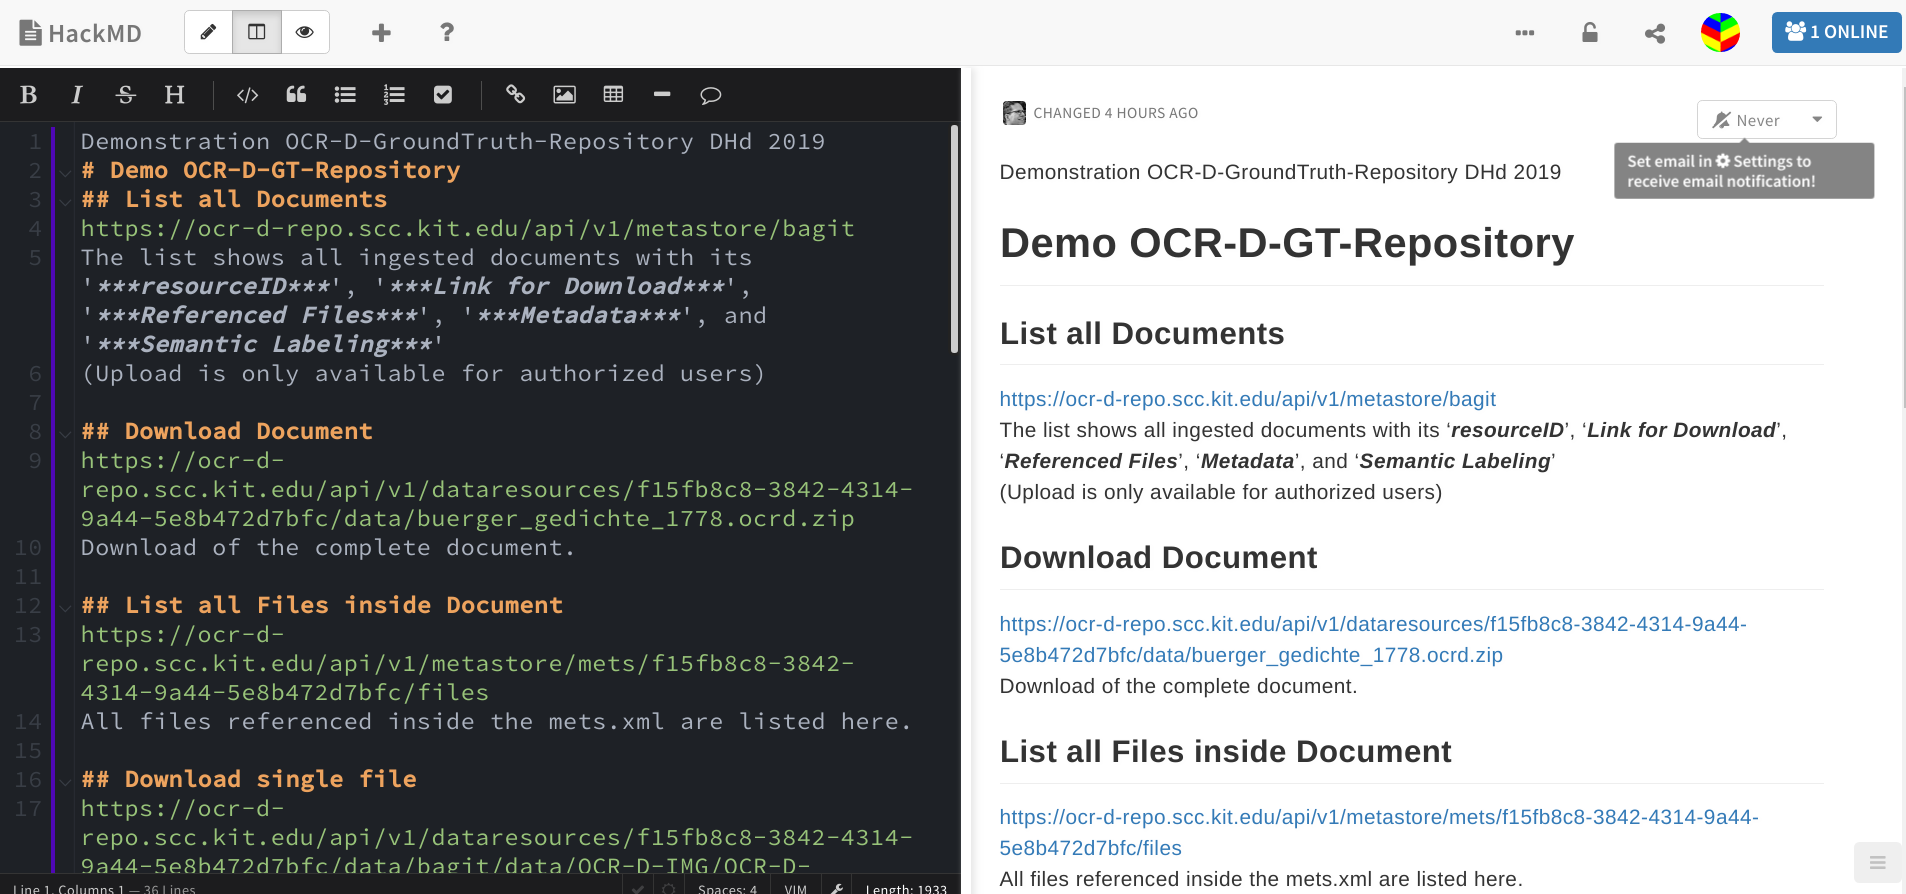 HackMD
1 ONLINE
B I S H
1 Demonstration OCR-D-GroundTruth-Repository DHd 2019
2 # Demo OCR-D-GT-Repository
3 ## List all Documents
4 https://ocr-d-repo.scc.kit.edu/api/v1/metastore/bagit
5 The list shows all ingested documents with its
'***resourceID***', '***Link for Download***',
'***Referenced Files***', '***Metadata***', and
'***Semantic Labeling***'
6 (Upload is only available for authorized users)
7
8 ## Download Document
9 https://ocr-d-
repo.scc.kit.edu/api/v1/dataresources/f15fb8c8-3842-4314-
9a44-5e8b472d7bfc/data/buerger_gedichte_1778.ocrd.zip
10 Download of the complete document.
11
12 ## List all Files inside Document
13 https://ocr-d-
repo.scc.kit.edu/api/v1/metastore/mets/f15fb8c8-3842-
4314-9a44-5e8b472d7bfc/files
14 All files referenced inside the mets.xml are listed here.
15
16 ## Download single file
17 https://ocr-d-
repo.scc.kit.edu/api/v1/dataresources/f15fb8c8-3842-4314-
9a44-5e8b472d7bfc/data/bagit/data/OCR-D-IMG/OCR-D-
Line 1, Columns 1 — 36 Lines
Spaces: 4 VIM Length: 1933
CHANGED 4 HOURS AGO
Never
Set email in Settings to
receive email notification!
Demonstration OCR-D-GroundTruth-Repository DHd 2019
Demo OCR-D-GT-Repository
List all Documents
https://ocr-d-repo.scc.kit.edu/api/v1/metastore/bagit
The list shows all ingested documents with its ‘resourceID’, ‘Link for Download’,
‘Referenced Files’, ‘Metadata’, and ‘Semantic Labeling’
(Upload is only available for authorized users)
Download Document
https://ocr-d-repo.scc.kit.edu/api/v1/dataresources/f15fb8c8-3842-4314-9a44-
5e8b472d7bfc/data/buerger_gedichte_1778.ocrd.zip
Download of the complete document.
List all Files inside Document
https://ocr-d-repo.scc.kit.edu/api/v1/metastore/mets/f15fb8c8-3842-4314-9a44-
5e8b472d7bfc/files
All files referenced inside the mets.xml are listed here.